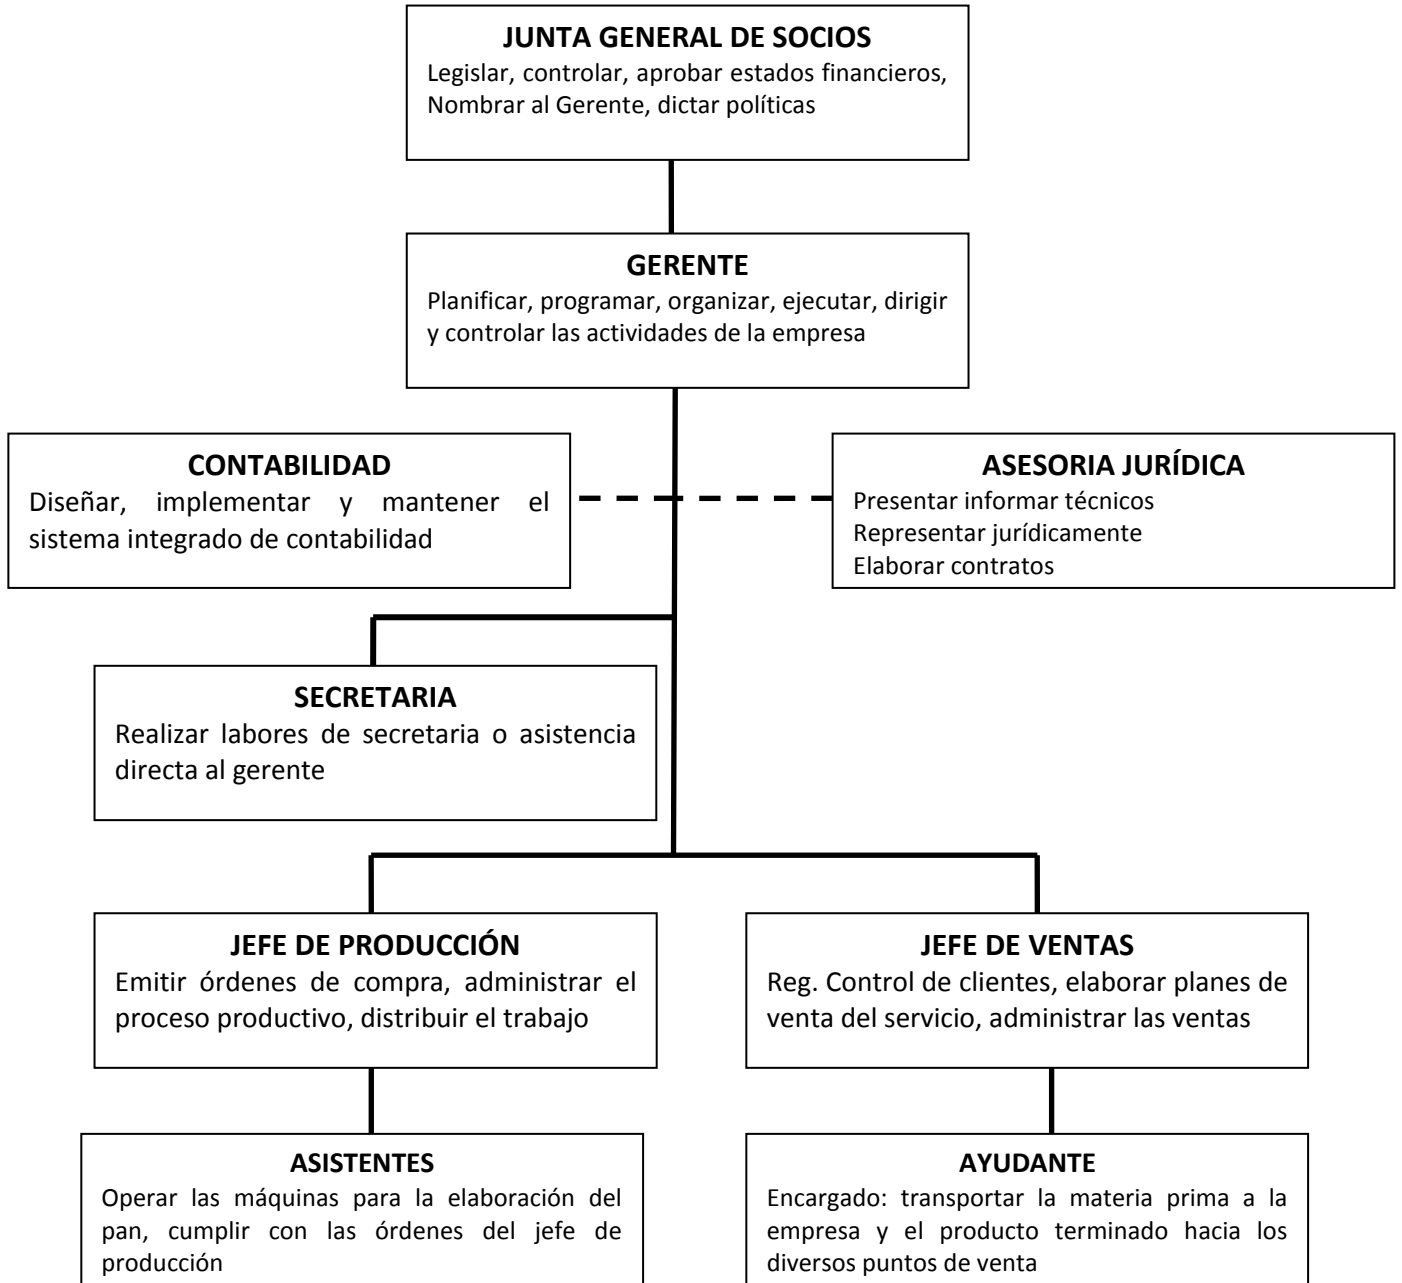 JUNTA GENERAL DE SOCIOS
Legislar, controlar, aprobar estados financieros,
Nombrar al Gerente, dictar políticas
GERENTE
Planificar, programar, organizar, ejecutar, dirigir
y controlar las actividades de la empresa
CONTABILIDAD
Diseñar, implementar y mantener el
sistema integrado de contabilidad
ASESORIA JURÍDICA
Presentar informar técnicos
Representar jurídicamente
Elaborar contratos
SECRETARIA
Realizar labores de secretaria o asistencia
directa al gerente
JEFE DE PRODUCCIÓN
Emitir órdenes de compra, administrar el
proceso productivo, distribuir el trabajo
JEFE DE VENTAS
Reg. Control de clientes, elaborar planes de
venta del servicio, administrar las ventas
ASISTENTES
Operar las máquinas para la elaboración del
pan, cumplir con las órdenes del jefe de
producción
AYUDANTE
Encargado: transportar la materia prima a la
empresa y el producto terminado hacia los
diversos puntos de venta